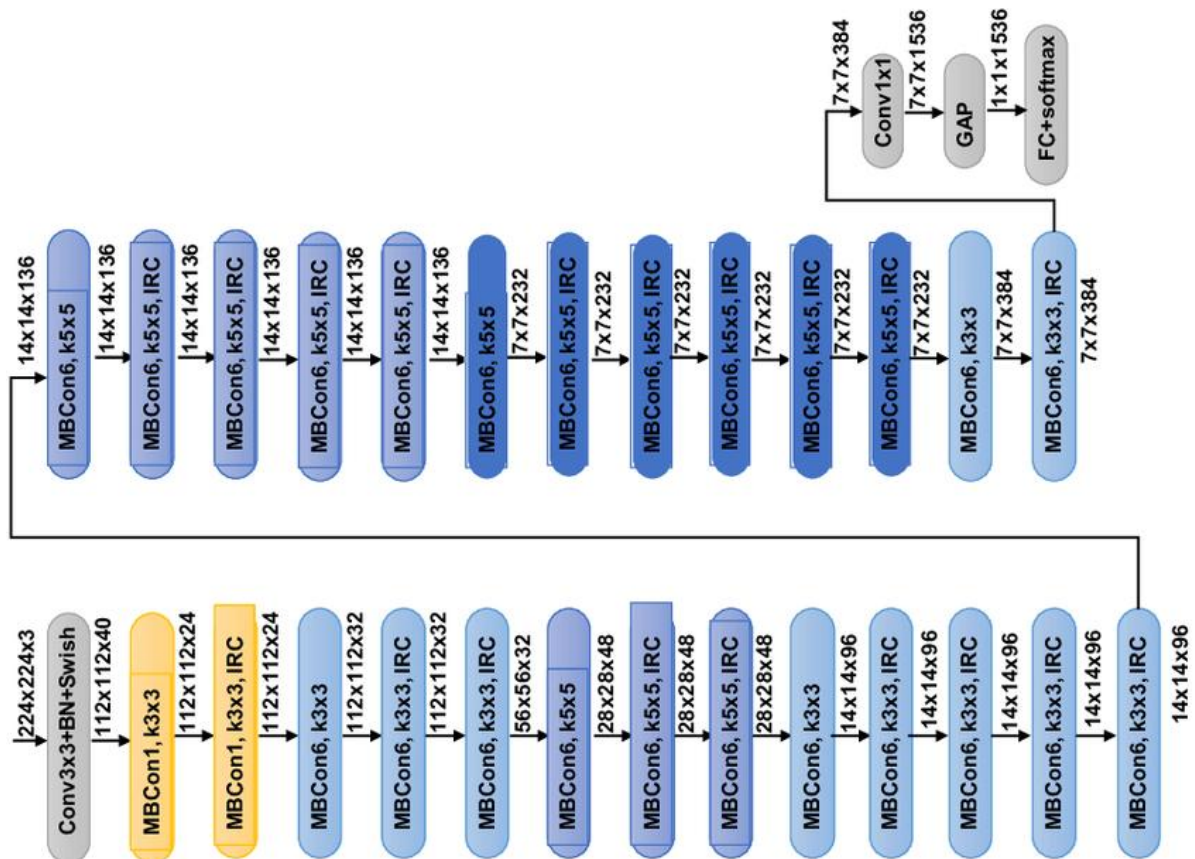 224x224x3
Conv3x3+BN+Swish
112x112x40
MBCon1, k3x3
112x112x24
MBCon1, k3x3, IRC
112x112x24
MBCon6, k3x3
112x112x32
MBCon6, k3x3, IRC
112x112x32
MBCon6, k3x3, IRC
56x56x32
MBCon6, k5x5
28x28x48
MBCon6, k5x5, IRC
28x28x48
MBCon6, k5x5, IRC
28x28x48
MBCon6, k3x3
14x14x96
MBCon6, k3x3, IRC
14x14x96
MBCon6, k3x3, IRC
14x14x96
MBCon6, k3x3, IRC
14x14x96
MBCon6, k3x3, IRC
14x14x96
14x14x136
MBCon6, k5x5
14x14x136
MBCon6, k5x5, IRC
14x14x136
MBCon6, k5x5, IRC
14x14x136
MBCon6, k5x5, IRC
14x14x136
MBCon6, k5x5, IRC
14x14x136
MBCon6, k5x5
7x7x232
MBCon6, k5x5, IRC
7x7x232
MBCon6, k5x5, IRC
7x7x232
MBCon6, k5x5, IRC
7x7x232
MBCon6, k5x5, IRC
7x7x232
MBCon6, k5x5, IRC
7x7x232
MBCon6, k3x3
7x7x384
MBCon6, k3x3, IRC
7x7x384
7x7x384
Conv1x1
7x7x1536
GAP
1x1x1536
FC+softmax